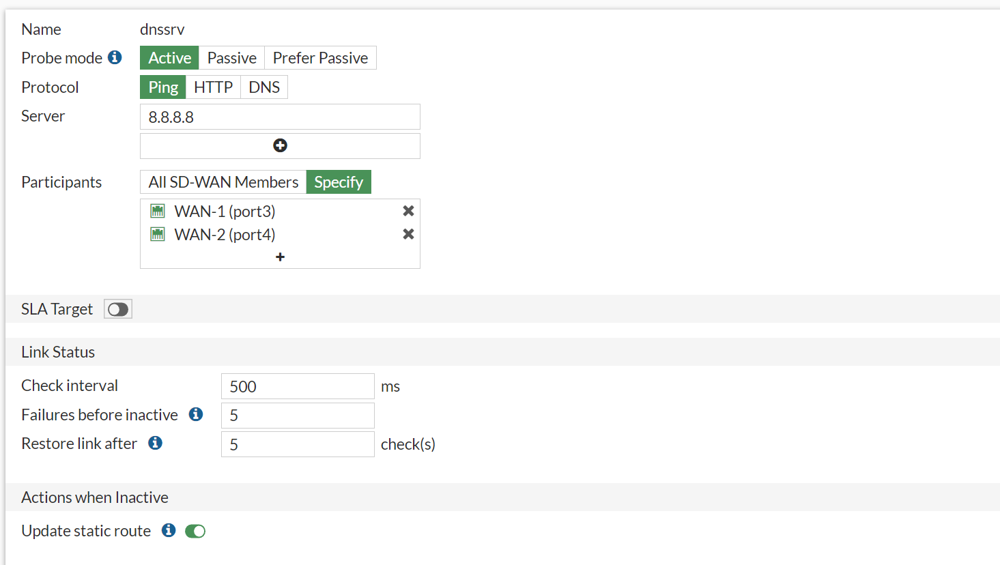 Name dnssrv
Probe mode Active Passive Prefer Passive
Protocol Ping HTTP DNS
Server 8.8.8.8
Participants All SD-WAN Members Specify
WAN-1 (port3)
WAN-2 (port4)
SLA Target
Link Status
Check interval 500 ms
Failures before inactive 5
Restore link after 5 check(s)
Actions when Inactive
Update static route